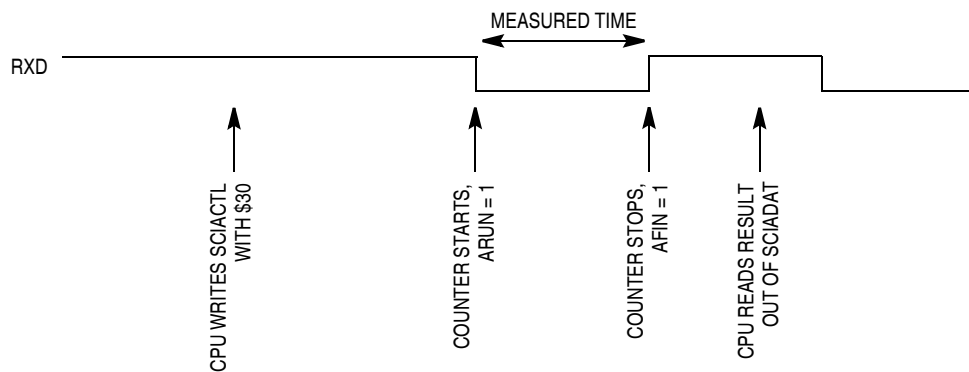 MEASURED TIME
RXD
CPU WRITES SCIACTL
WITH $30
COUNTER STARTS,
ARUN = 1
COUNTER STOPS,
AFIN = 1
CPU READS RESULT
OUT OF SCIADAT